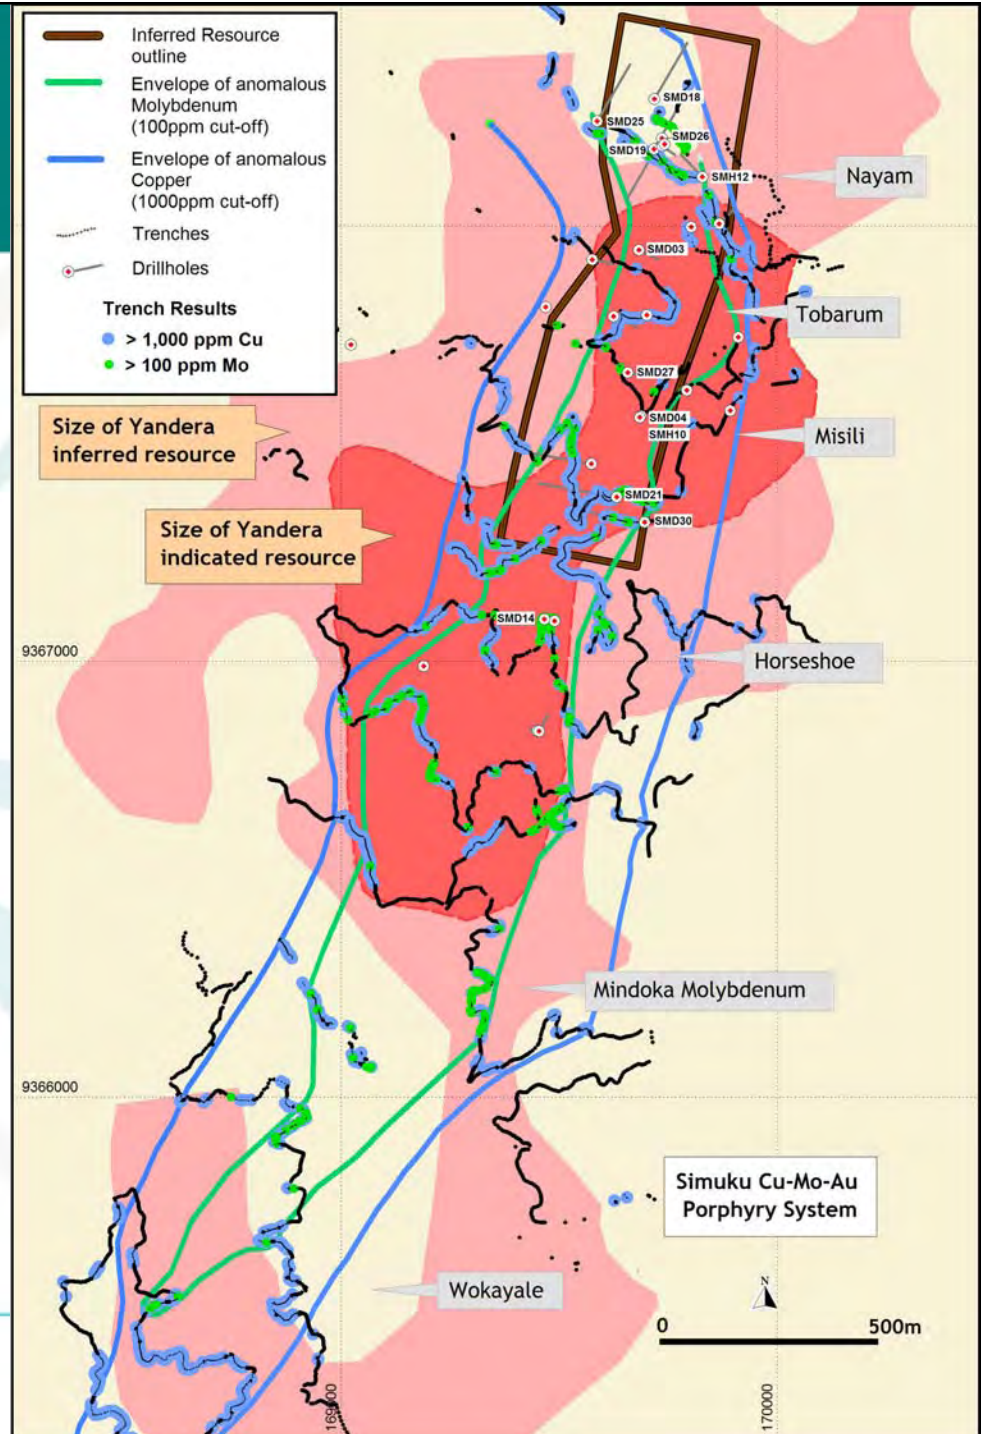 Inferred Resource
outline
Envelope of anomalous
Molybdenum
(100ppm cut-off)
Envelope of anomalous
Copper
(1000ppm cut-off)
Trenches
Drillholes
Trench Results
> 1,000 ppm Cu
> 100 ppm Mo
SMD18
SMD25
SMD26
SMD19
SMH12
Nayam
SMD03
Tobarum
SMD27
SMD04
SMH10
Misili
Size of Yandera
inferred resource
SMD21
SMD30
Size of Yandera
indicated resource
SMD14
9367000
Horseshoe
Mindoka Molybdenum
9366000
Simuku Cu-Mo-Au
Porphyry System
Wokayale
N
0 500m
169000
170000